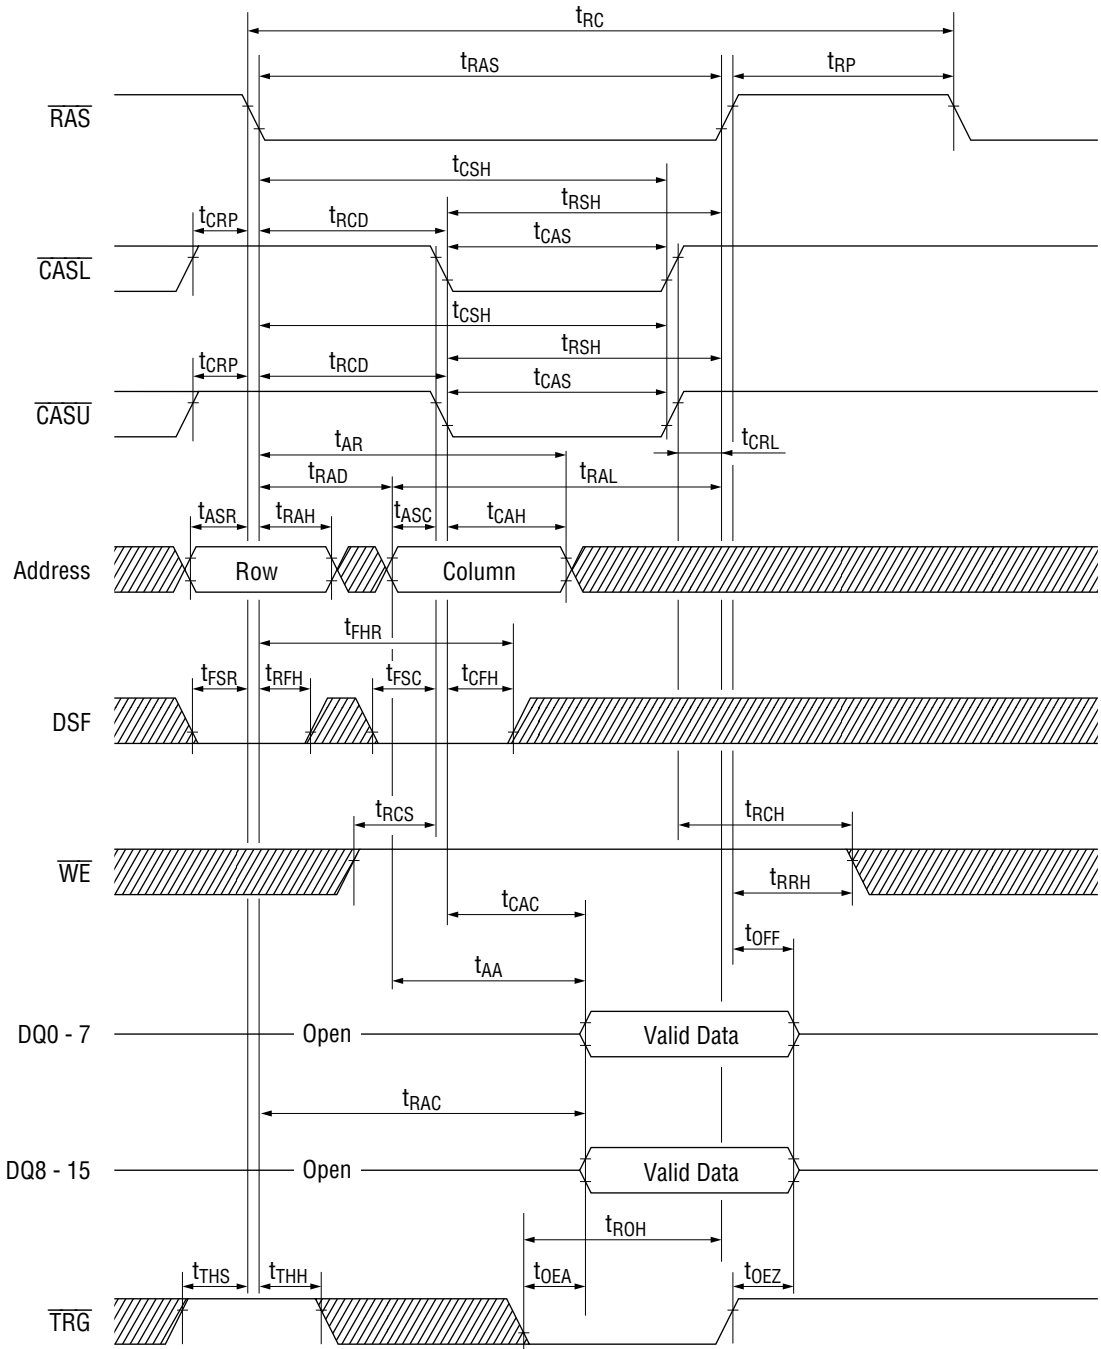 tRC
tRAS tRP
RAS
tCSH
tRSH
tCRP tRCD tCAS
CASL
tCSH
tRSH
tCRP tRCD tCAS
CASU
tAR tCRL
tRAD tRAL
tASR tRAH tASC tCAH
Address Row Column
tFHR
tFSR tRFH tFSC tCFH
DSF
tRCS tRCH
WE
tRRH
tCAC
tOFF
tAA
DQ0 - 7 Open Valid Data
tRAC
DQ8 - 15 Open Valid Data
tROH
tTHS tTHH tOEA tOEZ
TRG